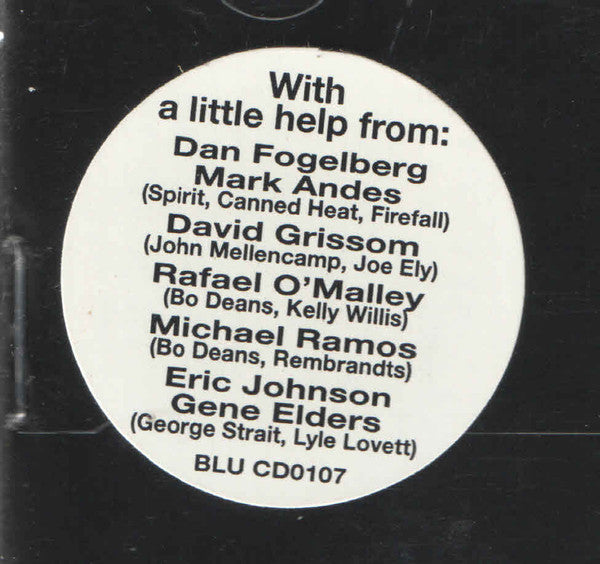 With
a little help from:
Dan Fogelberg
Mark Andes
(Spirit, Canned Heat, Firefall)
David Grissom
(John Mellencamp, Joe Ely)
Rafael O'Malley
(Bo Deans, Kelly Willis)
Michael Ramos
(Bo Deans, Rembrandts)
Eric Johnson
Gene Elders
(George Strait, Lyle Lovett)
BLU CD0107